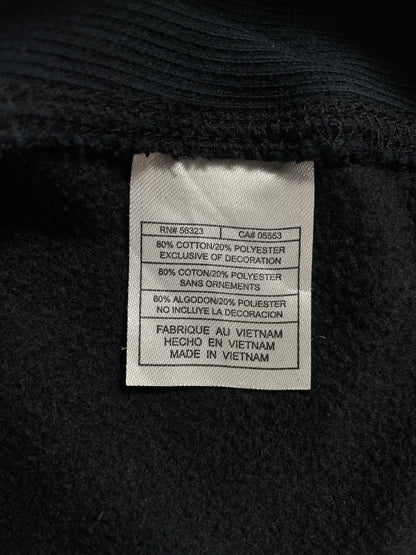 RN# 56323 CA# 05553
80% COTTON/20% POLYESTER
EXCLUSIVE OF DECORATION
80% COTON/20% POLYESTER
SANS ORNEMENTS
80% ALGODON/20% POLIESTER
NO INCLUYE LA DECORACION
FABRIQUE AU VIETNAM
HECHO EN VIETNAM
MADE IN VIETNAM